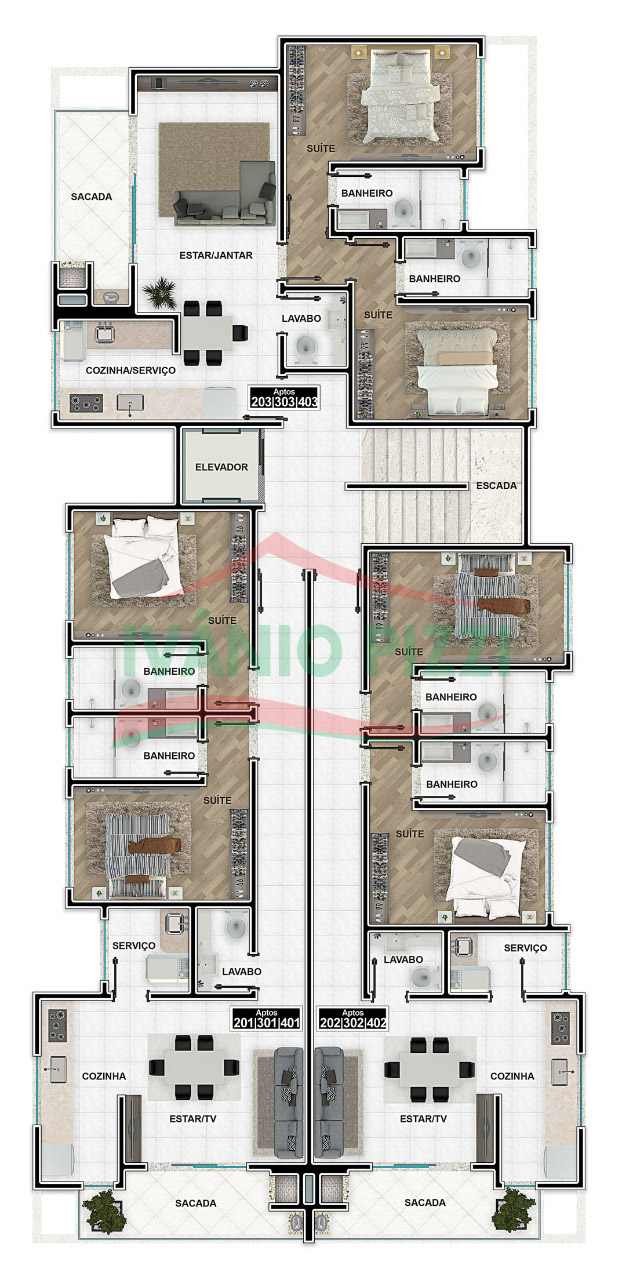 SUÍTE
BANHEIRO
SACADA
ESTAR/JANTAR
BANHEIRO
LAVABO
SUÍTE
COZINHA/SERVIÇO
Aptos
203|303|403
ELEVADOR
ESCADA
SUÍTE
IVÂNIO PIZZI
SUÍTE
BANHEIRO
BANHEIRO
BANHEIRO
BANHEIRO
SUÍTE
SUÍTE
SERVIÇO
LAVABO
LAVABO
SERVIÇO
Aptos
201|301|401
Aptos
202|302|402
COZINHA
ESTAR/TV
ESTAR/TV
COZINHA
SACADA
SACADA